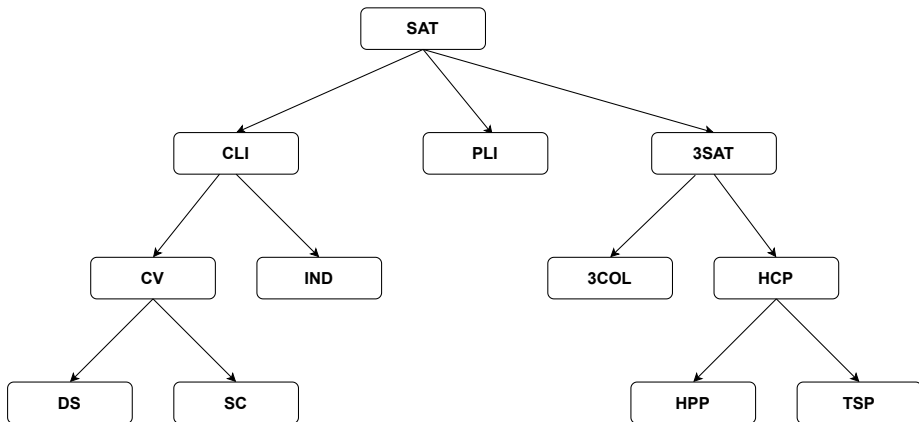 SAT
CLI
PLI
3SAT
CV
IND
3COL
HCP
DS
SC
HPP
TSP